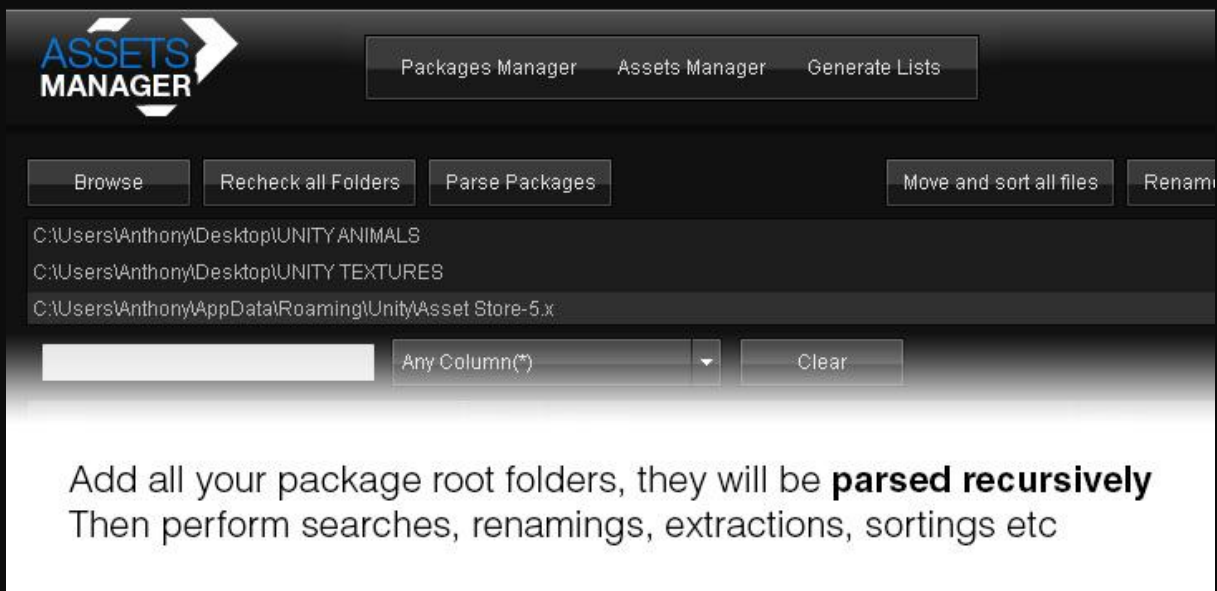 ASSETS
MANAGER
Packages Manager Assets Manager Generate Lists
Browse Recheck all Folders Parse Packages Move and sort all files
C:\Users\Anthony\Desktop\UNITY ANIMALS
C:\Users\Anthony\Desktop\UNITY TEXTURES
C:\Users\Anthony\AppData\Roaming\Unity\Asset Store-5.x
Any Column(*) Clear
Add all your package root folders, they will be parsed recursively
Then perform searches, renamings, extractions, sortings etc